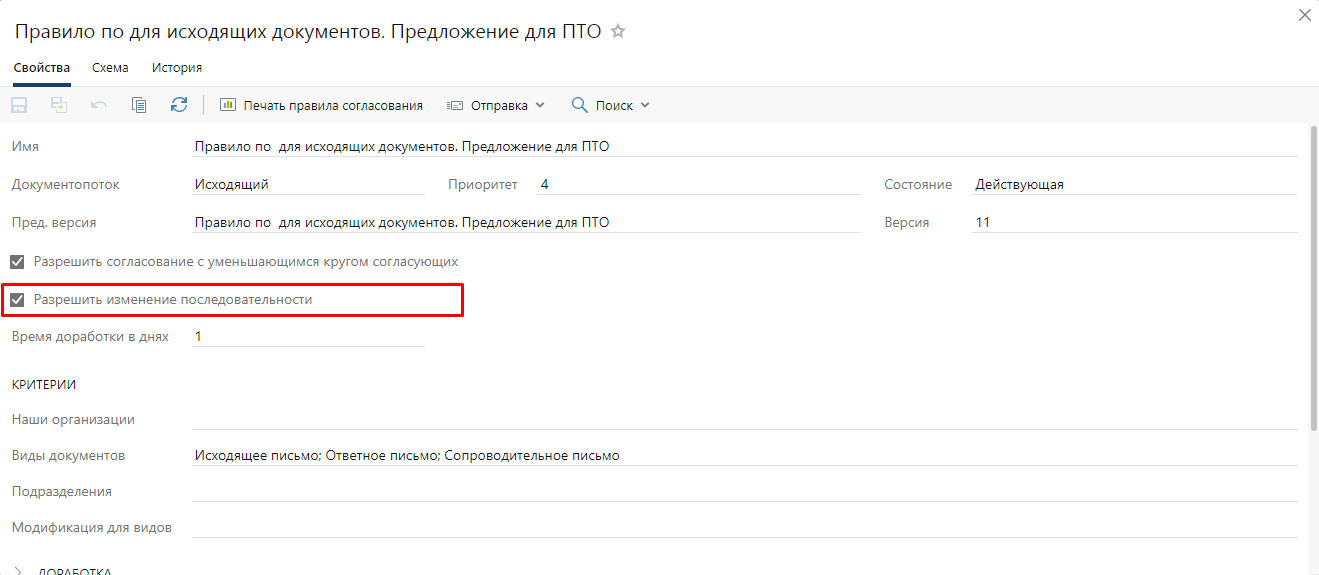 Правило по для исходящих документов. Предложение для ПТО
Свойства Схема История
Печать правила согласования Отправка Поиск
Имя Правило по для исходящих документов. Предложение для ПТО
Документопоток Исходящий Приоритет 4 Состояние Действующая
Пред. версия Правило по для исходящих документов. Предложение для ПТО Версия 11
Разрешить согласование с уменьшающимся кругом согласующих
Разрешить изменение последовательности
Время доработки в днях 1
КРИТЕРИИ
Наши организации
Виды документов Исходящее письмо; Ответное письмо; Сопроводительное письмо
Подразделения
Модификация для видов
ДОРАБОТКА